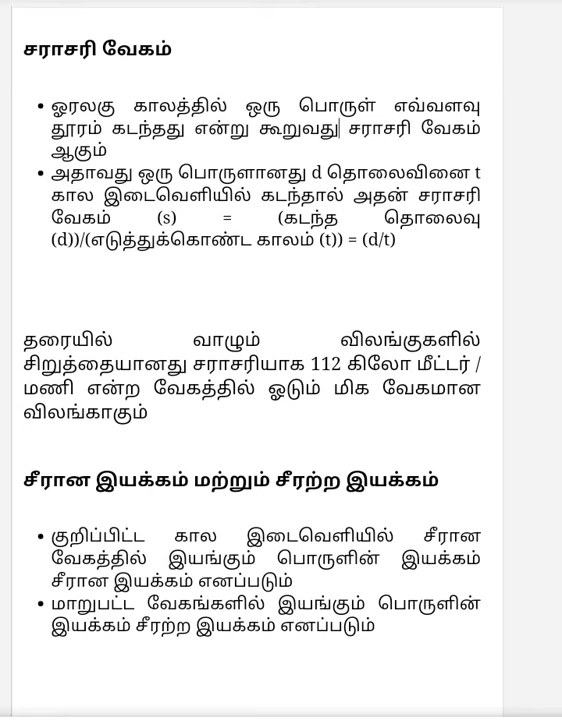 சராசரி வேகம்
• ஓரலகு காலத்தில் ஒரு பொருள் எவ்வளவு
தூரம் கடந்தது என்று கூறுவது சராசரி வேகம்
ஆகும்
• அதாவது ஒரு பொருளானது d தொலைவினை t
கால இடைவெளியில் கடந்தால் அதன் சராசரி
வேகம் (s) = (கடந்த தொலைவு
(d))/(எடுத்துக்கொண்ட காலம் (t)) = (d/t)
தரையில் வாழும் விலங்குகளில்
சிறுத்தையானது சராசரியாக 112 கிலோ மீட்டர் /
மணி என்ற வேகத்தில் ஓடும் மிக வேகமான
விலங்காகும்
சீரான இயக்கம் மற்றும் சீரற்ற இயக்கம்
• குறிப்பிட்ட கால இடைவெளியில் சீரான
வேகத்தில் இயங்கும் பொருளின் இயக்கம்
சீரான இயக்கம் எனப்படும்
• மாறுபட்ட வேகங்களில் இயங்கும் பொருளின்
இயக்கம் சீரற்ற இயக்கம் எனப்படும்